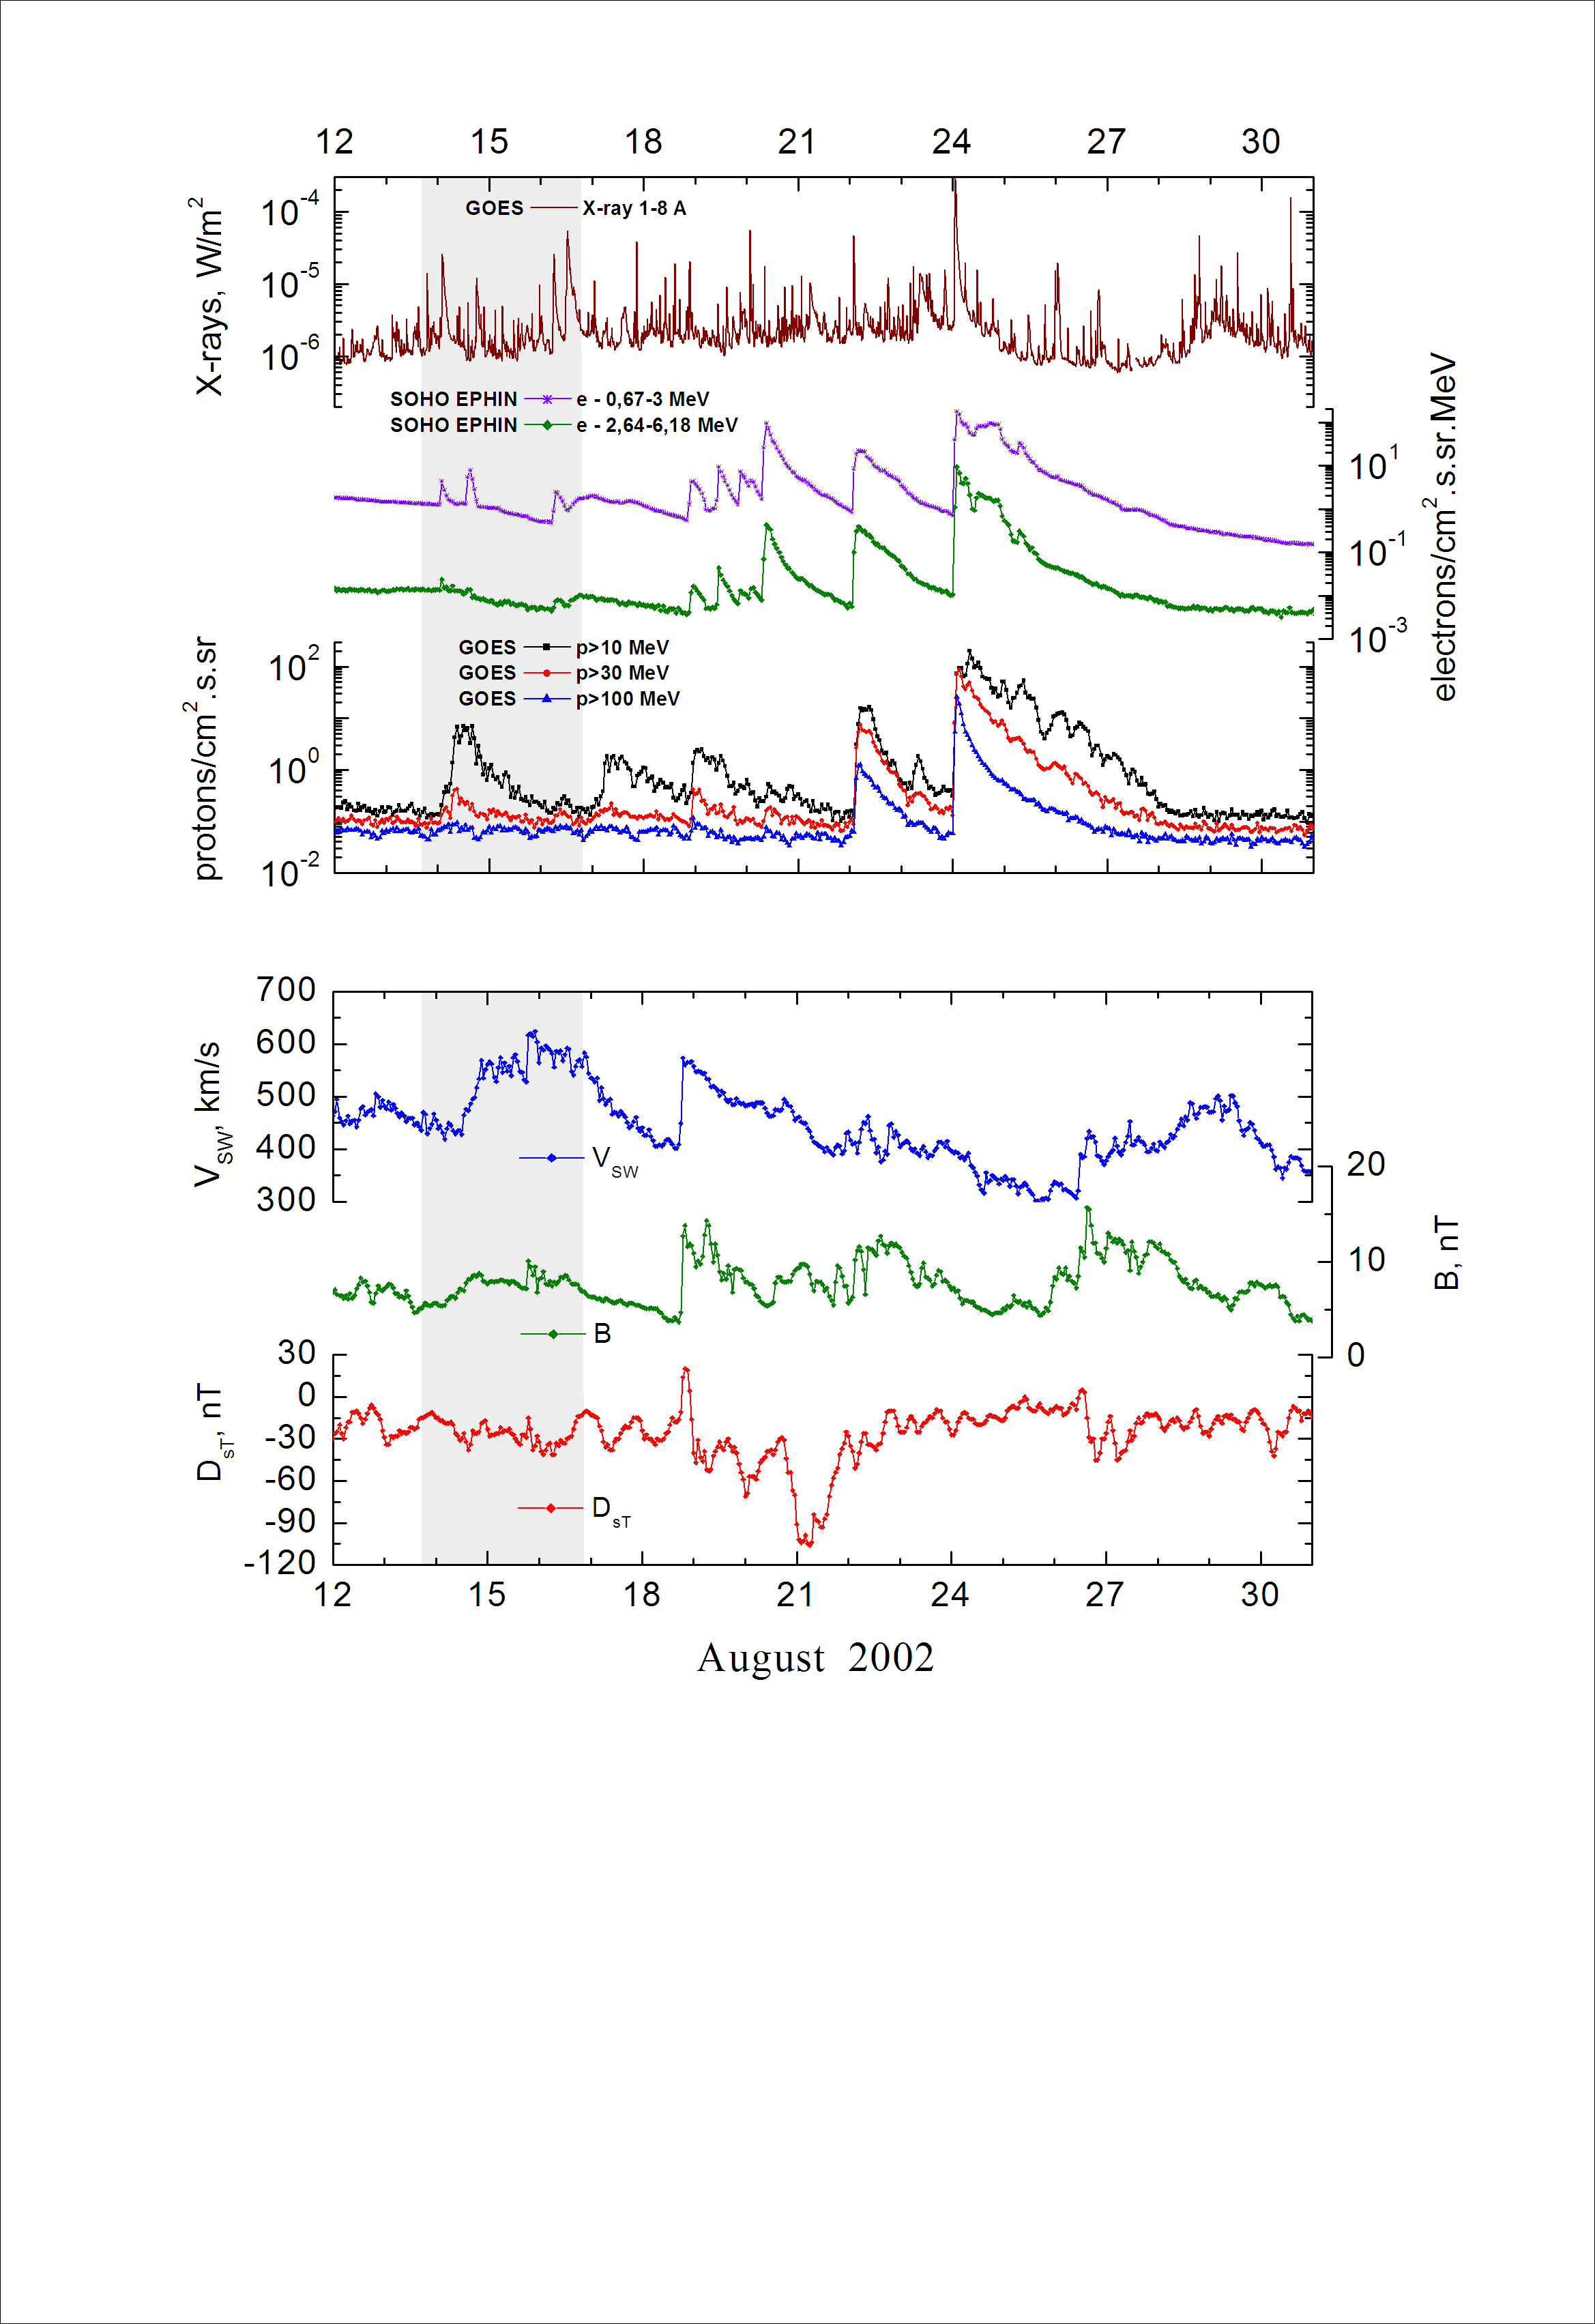 12 15 18 21 24 27 30
X-rays, W/m2
10-4
10-5
10-6
GOES X-ray 1-8 A
SOHO EPHIN e - 0,67-3 MeV
SOHO EPHIN e - 2,64-6,18 MeV
electrons/cm2.s.sr.MeV
101
10-1
10-3
protons/cm2.s.sr
102
100
10-2
GOES p>10 MeV
GOES p>30 MeV
GOES p>100 MeV
VSW, km/s
700
600
500
400
300
VSW
B, nT
20
10
0
B
DsT, nT
30
0
-30
-60
-90
-120
DsT
12 15 18 21 24 27 30
August 2002